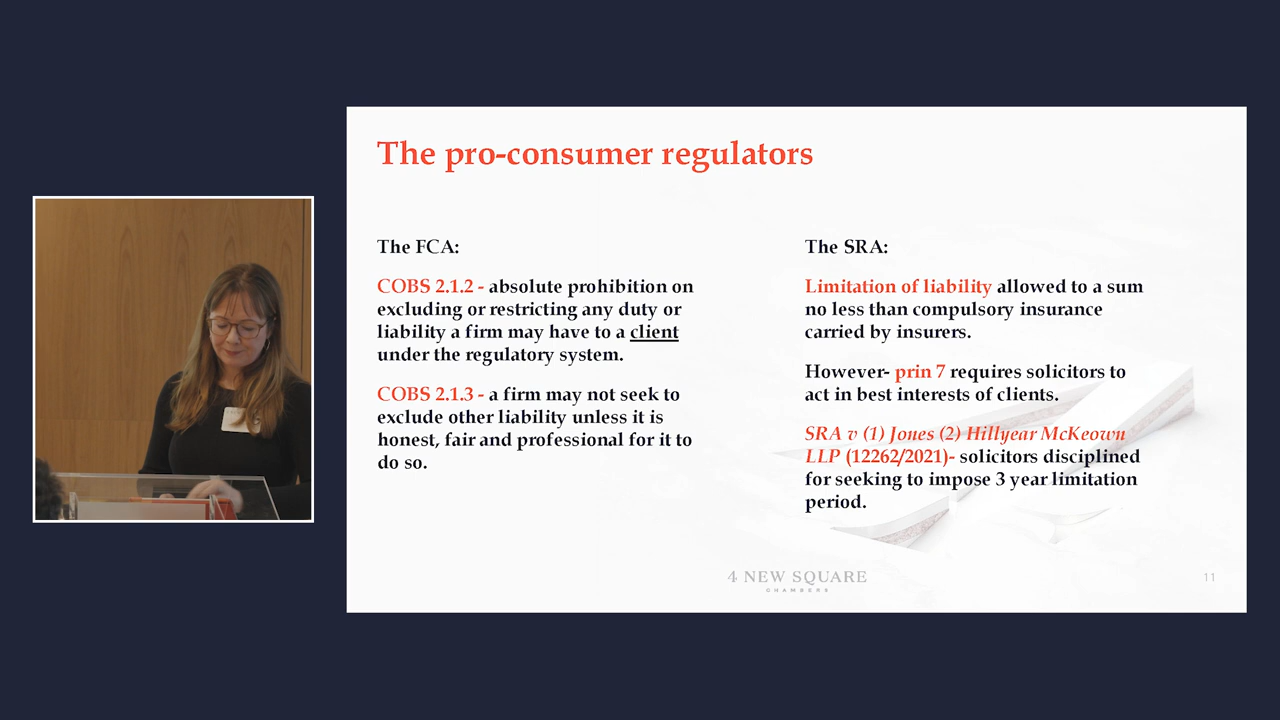 The pro-consumer regulators
The FCA:
COBS 2.1.2 - absolute prohibition on
excluding or restricting any duty or
liability a firm may have to a client
under the regulatory system.
COBS 2.1.3 - a firm may not seek to
exclude other liability unless it is
honest, fair and professional for it to
do so.
The SRA:
Limitation of liability allowed to a sum
no less than compulsory insurance
carried by insurers.
However- prin 7 requires solicitors to
act in best interests of clients.
SRA v (1) Jones (2) Hillyear McKeown
LLP (12262/2021)- solicitors disciplined
for seeking to impose 3 year limitation
period.
4 NEW SQUARE
CHAMBERS
11